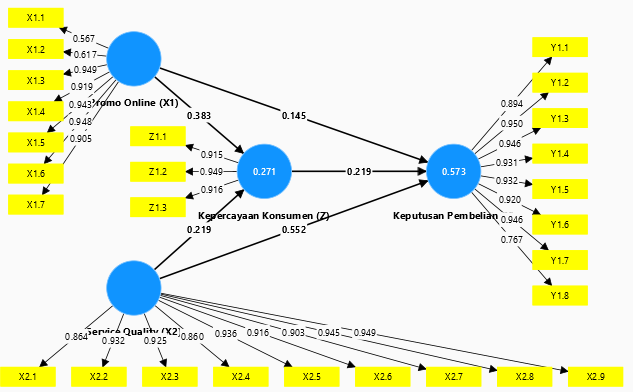 X1.1
X1.2
X1.3
X1.4
X1.5
X1.6
X1.7
0.567
0.617
0.949
0.919
0.943
0.948
0.905
Promo Online (X1)
0.383
0.145
Z1.1
Z1.2
Z1.3
0.915
0.949
0.916
0.271
Kepercayaan Konsumen (Z)
0.219
0.573
Keputusan Pembelian
0.219
0.552
Y1.1
Y1.2
Y1.3
Y1.4
Y1.5
Y1.6
Y1.7
Y1.8
0.894
0.950
0.946
0.931
0.932
0.920
0.946
0.767
Service Quality (X2)
0.864
0.932
0.925
0.860
0.936
0.916
0.903
0.945
0.949
X2.1
X2.2
X2.3
X2.4
X2.5
X2.6
X2.7
X2.8
X2.9